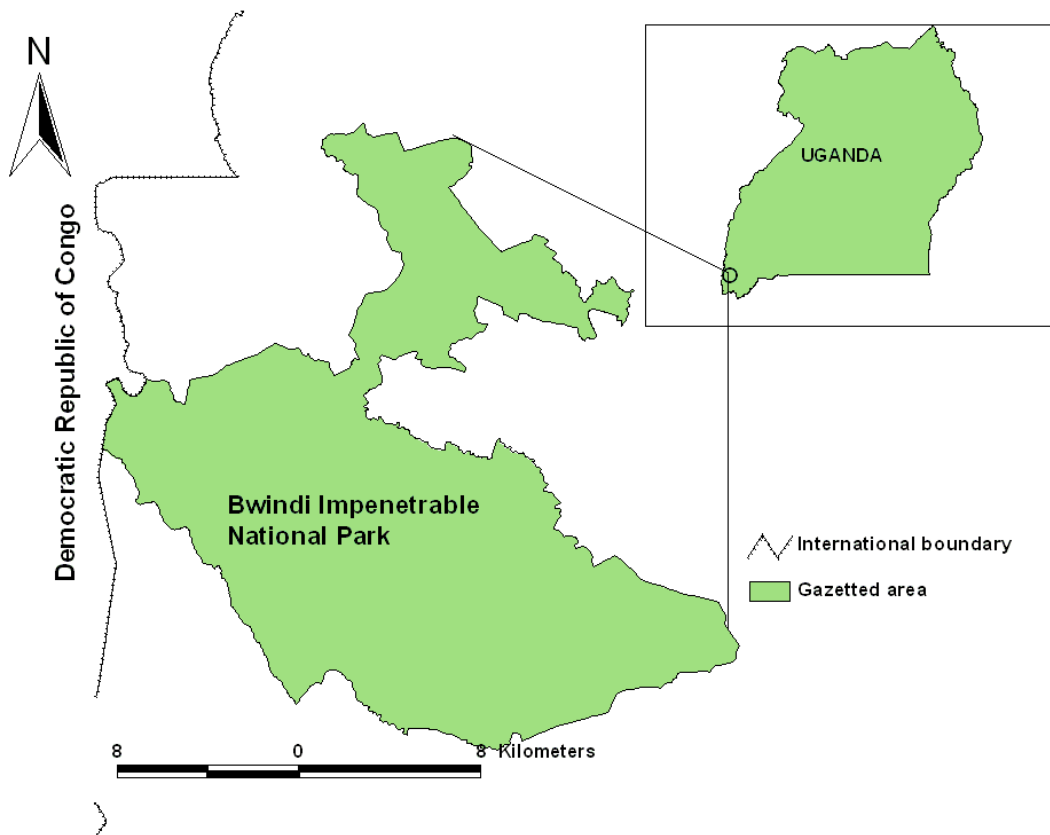 N
UGANDA
Democratic Republic of Congo
Bwindi Impenetrable
National Park
International boundary
Gazetted area
8 0 8 Kilometers